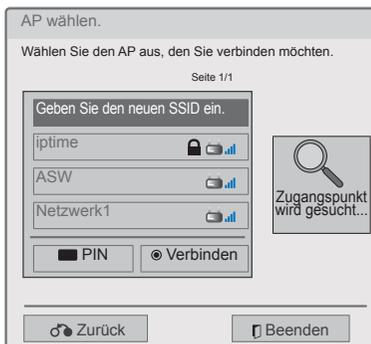 AP wählen.
Wählen Sie den AP aus, den Sie verbinden möchten.
Seite 1/1
Geben Sie den neuen SSID ein.
iptime
ASW
Netzwerk1
PIN
Verbinden
Zugangspunkt
wird gesucht...
Zurück
Beenden